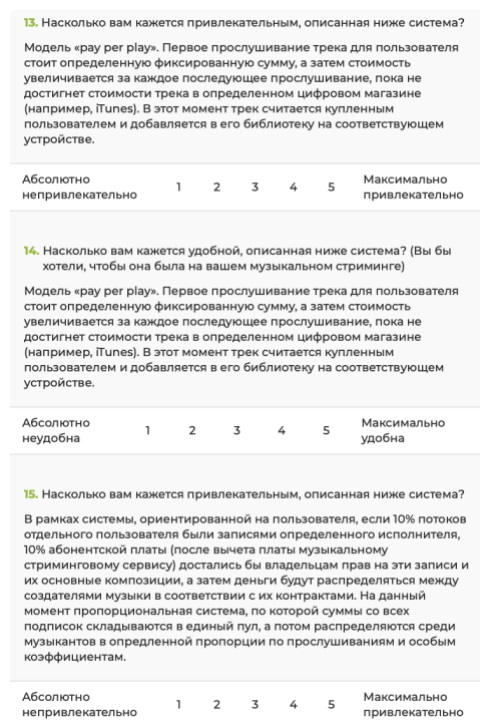 13. Насколько вам кажется привлекательным, описанная ниже система?
Модель «pay per play». Первое прослушивание трека для пользователя
стоит определенную фиксированную сумму, а затем стоимость
увеличивается за каждое последующее прослушивание, пока не
достигнет стоимости трека в определенном цифровом магазине
(например, iTunes). В этот момент трек считается купленным
пользователем и добавляется в его библиотеку на соответствующем
устройстве.
Абсолютно
непривлекательно
1 2 3 4 5
Максимально
привлекательно
14. Насколько вам кажется удобной, описанная ниже система? (Вы бы
хотели, чтобы она была на вашем музыкальном стриминге)
Модель «pay per play». Первое прослушивание трека для пользователя
стоит определенную фиксированную сумму, а затем стоимость
увеличивается за каждое последующее прослушивание, пока не
достигнет стоимости трека в определенном цифровом магазине
(например, iTunes). В этот момент трек считается купленным
пользователем и добавляется в его библиотеку на соответствующем
устройстве.
Абсолютно
неудобна
1 2 3 4 5
Максимально
удобна
15. Насколько вам кажется привлекательным, описанная ниже система?
В рамках системы, ориентированной на пользователя, если 10% потоков
отдельного пользователя были записями определенного исполнителя,
10% абонентской платы (после вычета платы музыкальному
стриминговому сервису) достались бы владельцам прав на эти записи и
их основные композиции, а затем деньги будут распределяться между
создателями музыки в соответствии с их контрактами. На данный
момент пропорциональная система, по которой суммы со всех
подписок складываются в единый пул, а потом распределяются среди
музыкантов в опредленной пропорции по прослушиваниям и особым
коэффициентам.
Абсолютно
непривлекательно
1 2 3 4 5
Максимально
привлекательно